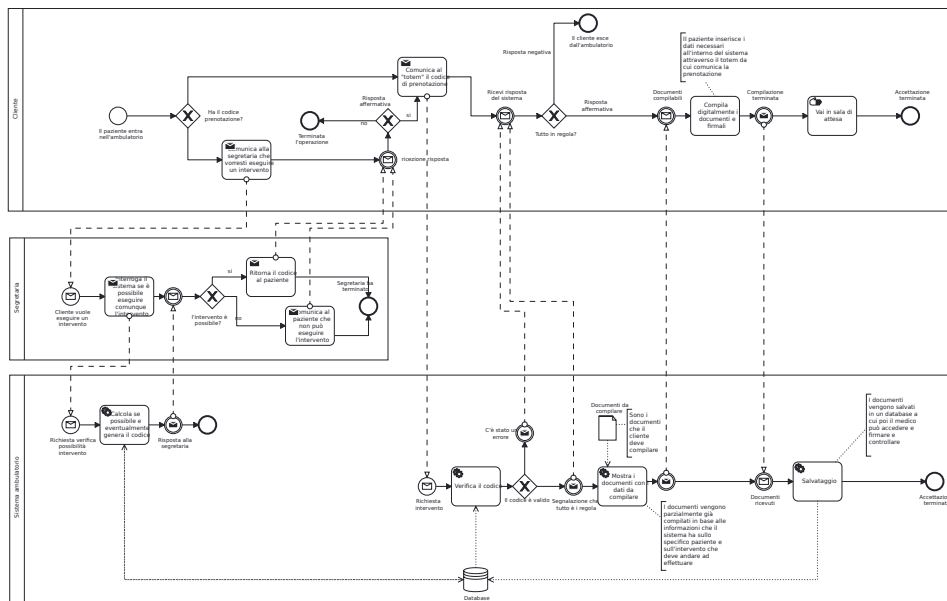 Cliente
Il paziente entra
nell'ambulatorio
Ha il codice
prenotazione?
Comunica alla
segretaria che
vorresti eseguire
un intervento
Terminata
l'operazione
no
Risposta
affermativa
si
ricezione risposta
Comunica al
"totem" il codice
di prenotazione
Ricevi risposta
del sistema
Risposta negativa
Il cliente esce
dall'ambulatorio
Tutto in regola?
Risposta
affermativa
Il paziente inserisce i
dati necessari
all'interno del sistema
attraverso il totem da
cui comunica la
prenotazione
Documenti
compilabili
Compila
digitalmente i
documenti e
firmali
Compilazione
terminata
Vai in sala di
attesa
Accettazione
terminata
Segretaria
Cliente vuole
eseguire un
intervento
sistema se è
possibile
eseguire
comunque
l'intervento
l'intervento è
possibile?
si
no
Ritorna il codice
al paziente
Comunica al
paziente che
non può
eseguire
l'intervento
Segretaria ha
terminato
Sistema ambulatorio
Richiesta verifica
possibilità
intervento
Calcola se
possibile e
eventualmente
genera il codice
Risposta alla
segretaria
Richiesta
intervento
Verifica il codice
C'è stato un
errore
Il codice è valido
Segnalazione che
tutto è i regola
Documenti da
compilare
Sono i
documenti
che il
cliente
deve
compilare
Mostra i
documenti con
dati da
compilare
I documenti vengono
parzialmente già
compilati in base alle
informazioni che il
sistema ha sullo
specifico paziente e
sull'intervento che
deve andare ad
effettuare
Documenti
ricevuti
Salvataggio
I documenti
vengono salvati
in un database a
cui poi il medico
può accedere e
firmare e
controllare
Accettazione
terminata
Database